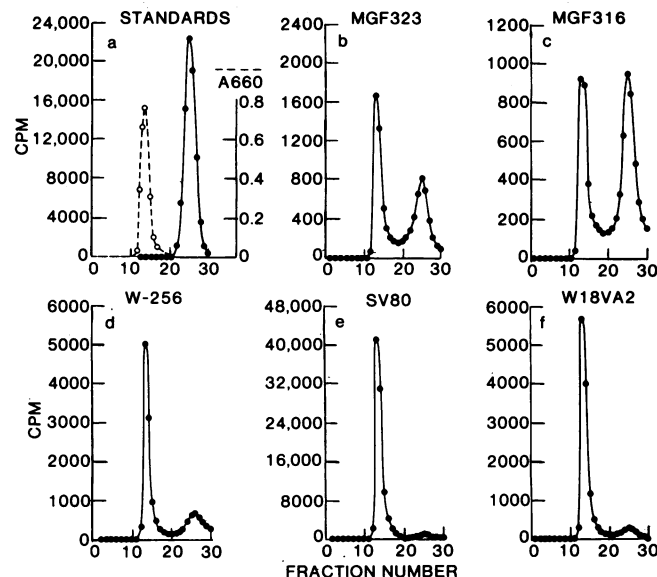 STANDARDS
MGF323
MGF316
a
b
c
24,000
20,000
16,000
12,000
8000
4000
0
CPM
A660
0.8
0.6
0.4
0.2
0
0 10 20 30
2400
2000
1600
1200
800
400
0
0 10 20 30
1000
800
600
400
200
0
0 10 20 30
W-256
SV80
W18VA2
d
e
f
6000
5000
4000
3000
2000
1000
0
CPM
0 10 20 30
48,000
40,000
32,000
24,000
16,000
8000
0
0 10 20 30
6000
5000
4000
3000
2000
1000
0
0 10 20 30
FRACTION NUMBER